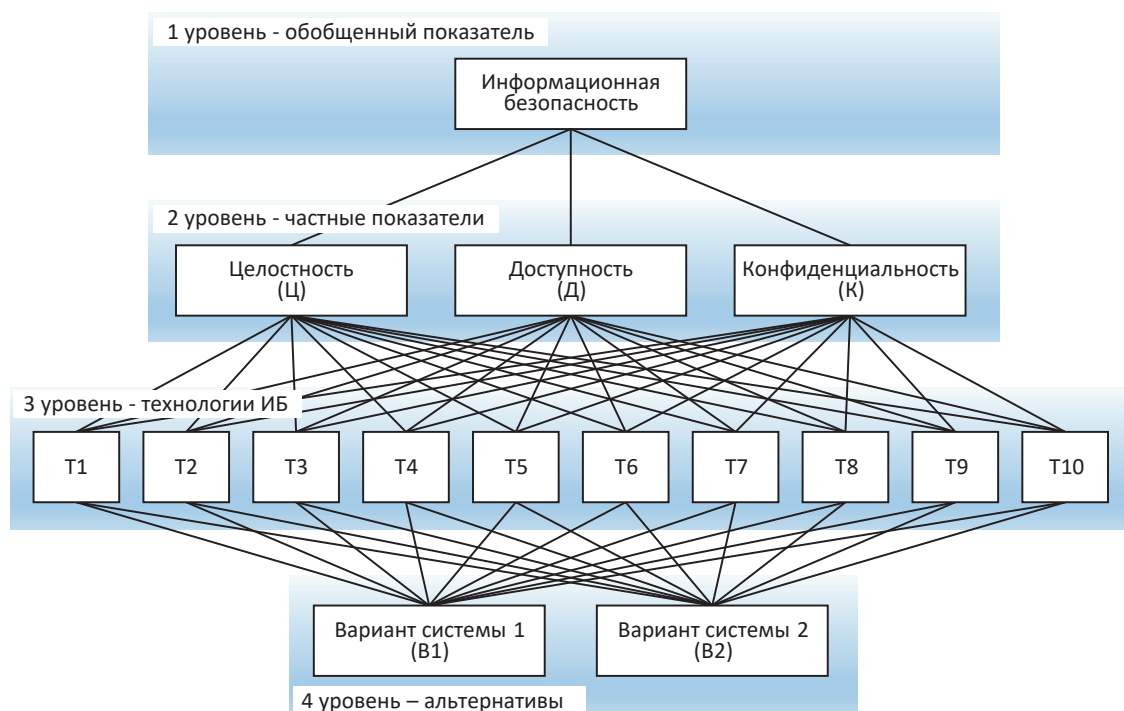 1 уровень - обобщенный показатель
Информационная
безопасность
2 уровень - частные показатели
Целостность
(Ц)
Доступность
(Д)
Конфиденциальность
(К)
3 уровень - технологии ИБ
Т1
Т2
Т3
Т4
Т5
Т6
Т7
Т8
Т9
Т10
Вариант системы 1
(В1)
Вариант системы 2
(В2)
4 уровень – альтернативы